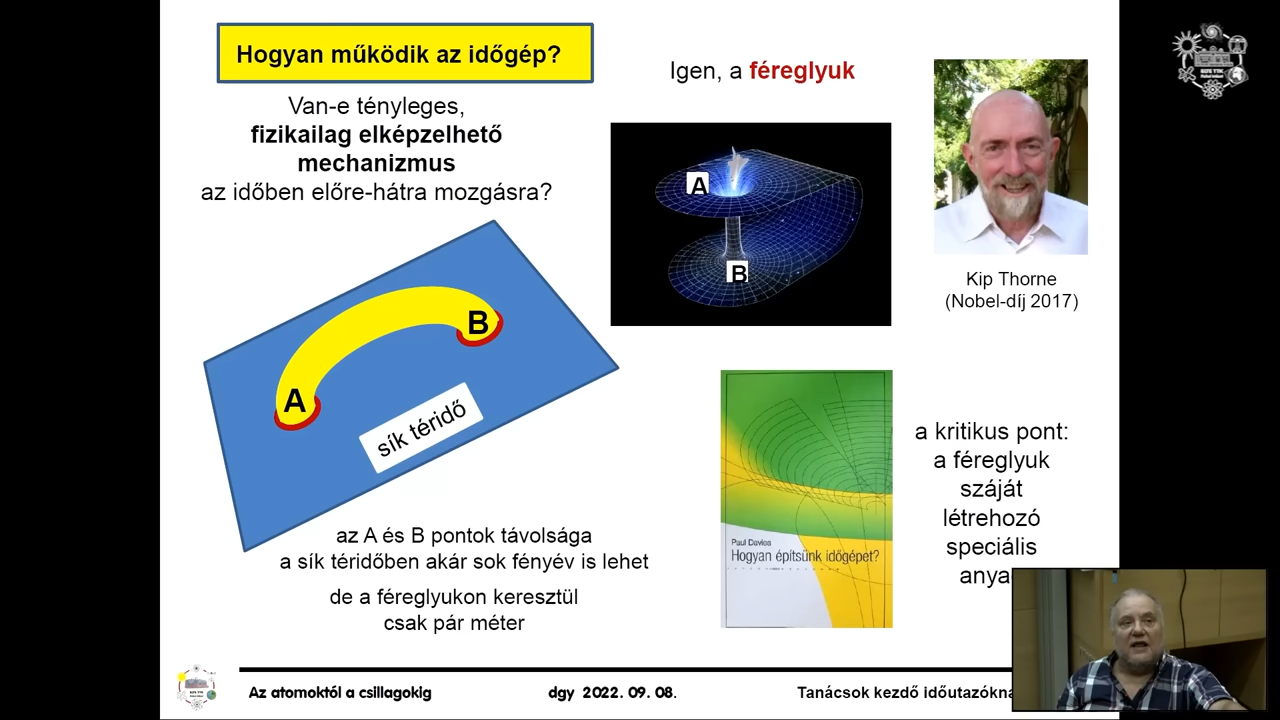 Hogyan működik az időgép?
Van-e tényleges,
fizikailag elképzelhető
mechanizmus
az időben előre-hátra mozgásra?
Igen, a féreglyuk
A
B
Kip Thorne
(Nobel-díj 2017)
A
B
sík téridő
az A és B pontok távolsága
a sík téridőben akár sok fényév is lehet
de a féreglyukon keresztül
csak pár méter
Paul Davies
Hogyan építsünk időgépet?
a kritikus pont:
a féreglyuk
száját
létrehozó
speciális
Az atomoktól a csillagokig
dgy 2022. 09. 08.
Tanácsok kezdő